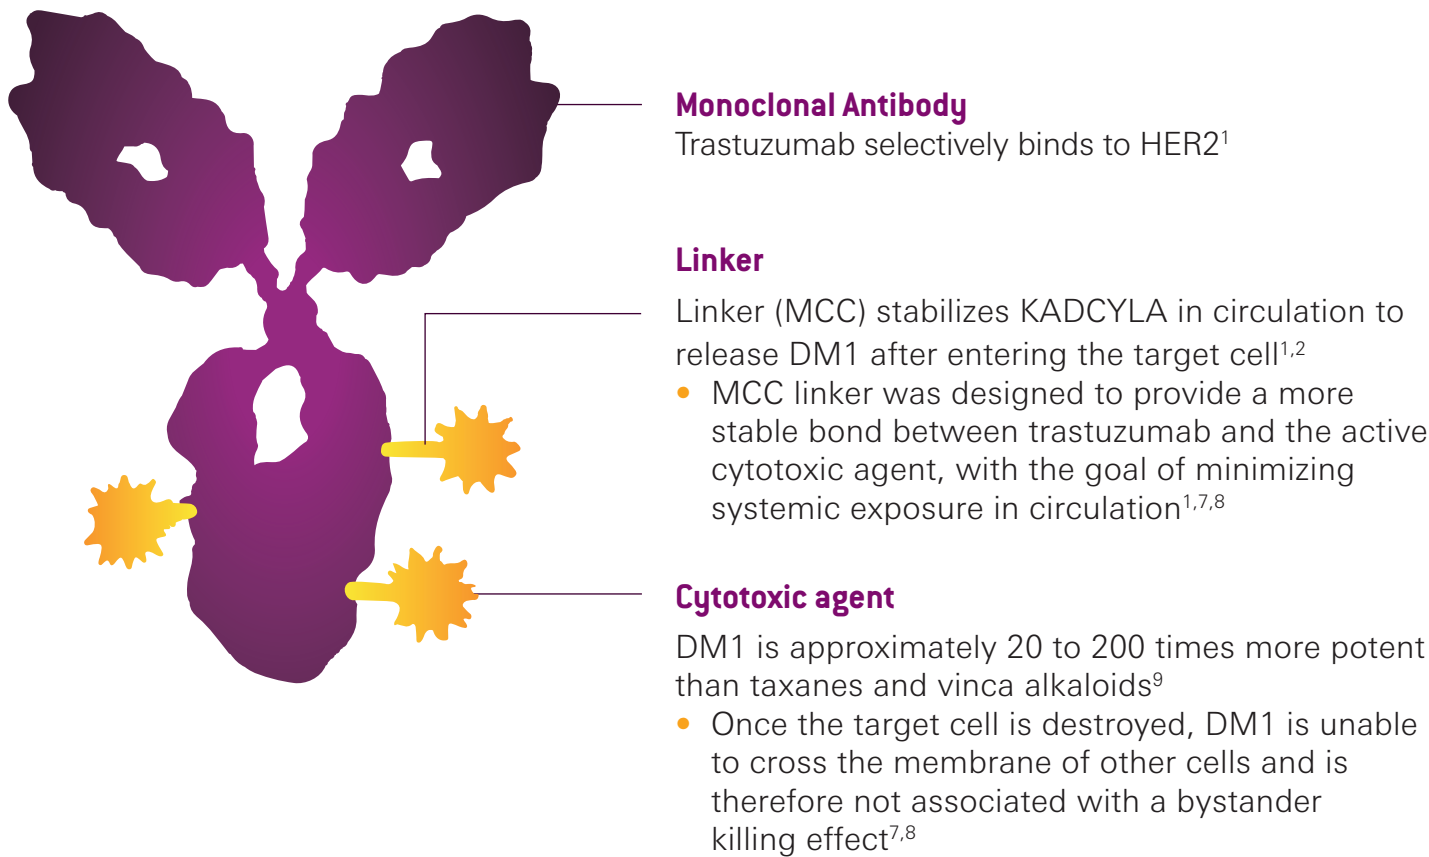 Monoclonal Antibody
Trastuzumab selectively binds to HER2¹
Linker
Linker (MCC) stabilizes KADCYLA in circulation to
release DM1 after entering the target cell¹,²
• MCC linker was designed to provide a more
stable bond between trastuzumab and the active
cytotoxic agent, with the goal of minimizing
systemic exposure in circulation¹,⁷,⁸
Cytotoxic agent
DM1 is approximately 20 to 200 times more potent
than taxanes and vinca alkaloids⁹
• Once the target cell is destroyed, DM1 is unable
to cross the membrane of other cells and is
therefore not associated with a bystander
killing effect⁷,⁸